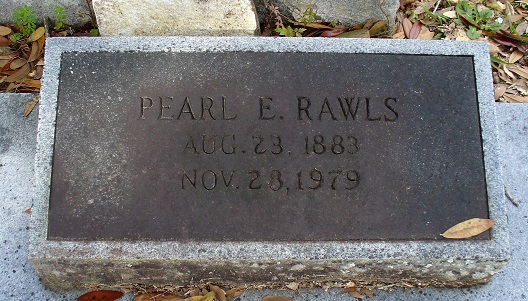 PEARL E. RAWLS
AUG. 23, 1883
NOV. 28, 1979